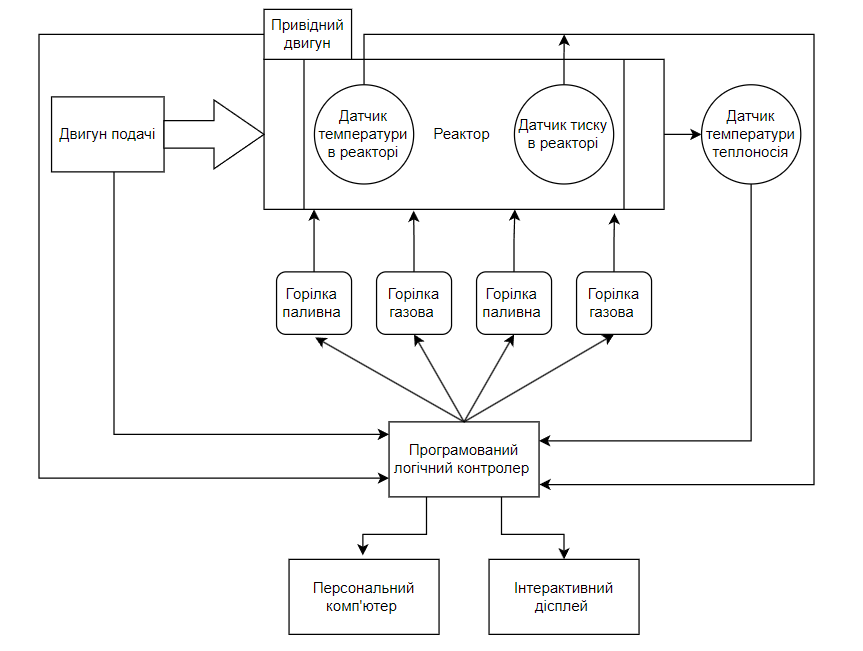 Привідний
двигун
Двигун подачі
Датчик
температури
в реакторі
Реактор
Датчик тиску
в реакторі
Датчик
температури
теплоносія
Горілка
паливна
Горілка
газова
Горілка
паливна
Горілка
газова
Програмований
логічний контролер
Персональний
комп'ютер
Інтерактивний
дісплей